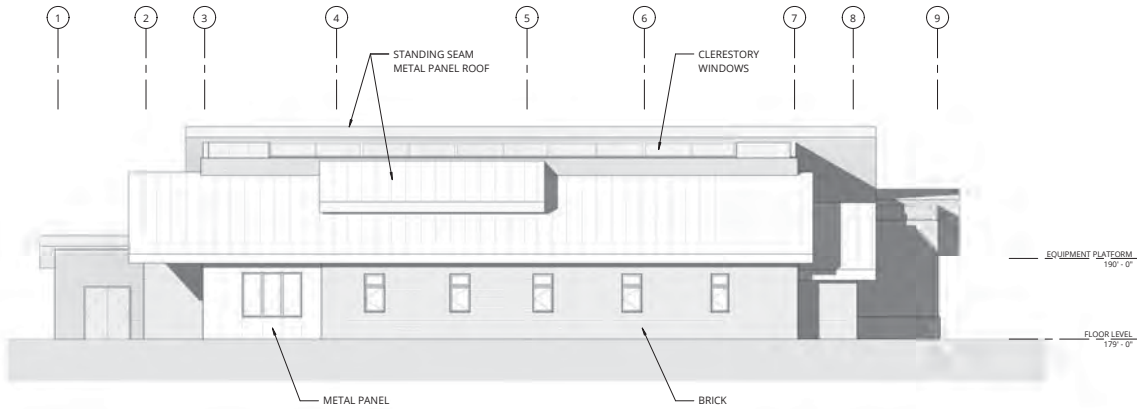 1 2 3 4 5 6 7 8 9
STANDING SEAM
METAL PANEL ROOF
CLERESTORY
WINDOWS
EQUIPMENT PLATFORM
190' - 0"
FLOOR LEVEL
179' - 0"
METAL PANEL
BRICK